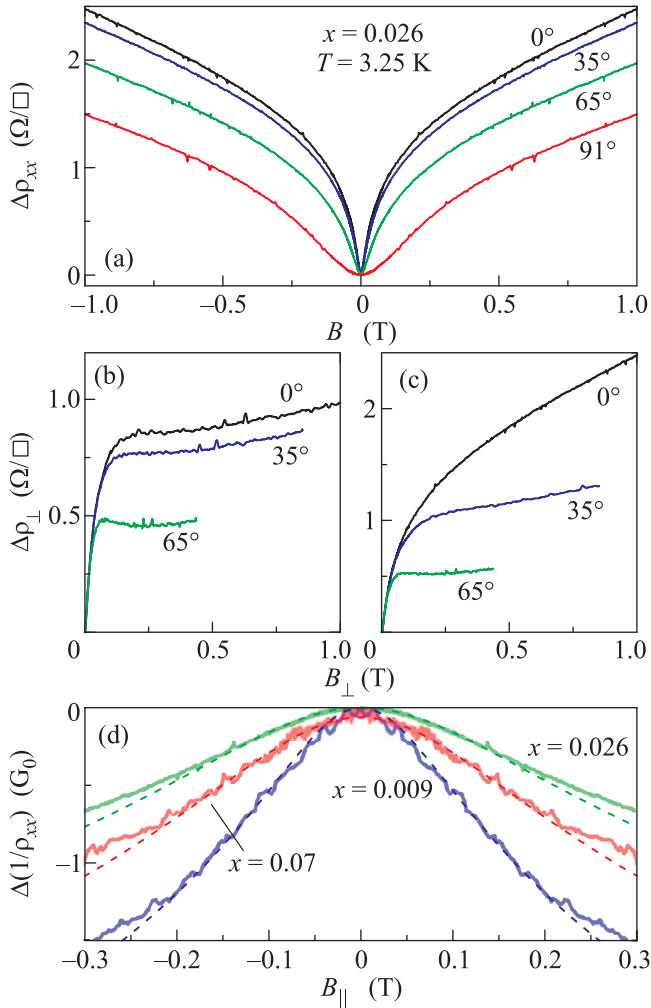 x = 0.026
T = 3.25 K
0°
35°
65°
91°
(a)
Δρxx (Ω/□)
2
1
0
–1.0
–0.5
0
0.5
1.0
B (T)
(b)
0°
35°
65°
Δρ⊥ (Ω/□)
1.0
0.5
0
0.5
1.0
(c)
0°
35°
65°
2
1
0
0
0.5
1.0
B⊥ (T)
(d)
x = 0.026
x = 0.009
x = 0.07
Δ(1/ρxx) (G0)
0
–1
–0.3
–0.2
–0.1
0
0.1
0.2
0.3
B|| (T)